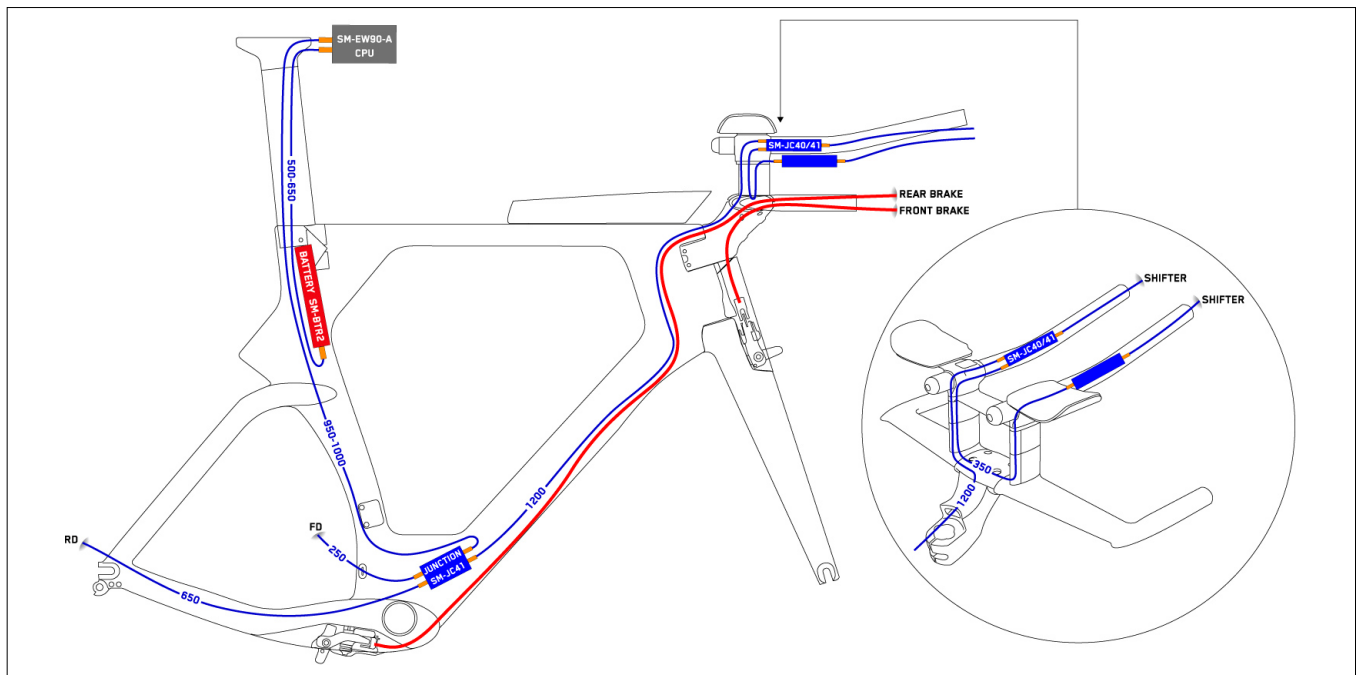 SM-EW90-A
CPU
500-650
BATTERY SM-BTR2
950-1000
SM-JC40/41
REAR BRAKE
FRONT BRAKE
SHIFTER
SHIFTER
SM-JC40/41
350
1200
1200
FD
250
RD
650
JUNCTION
SM-JC41